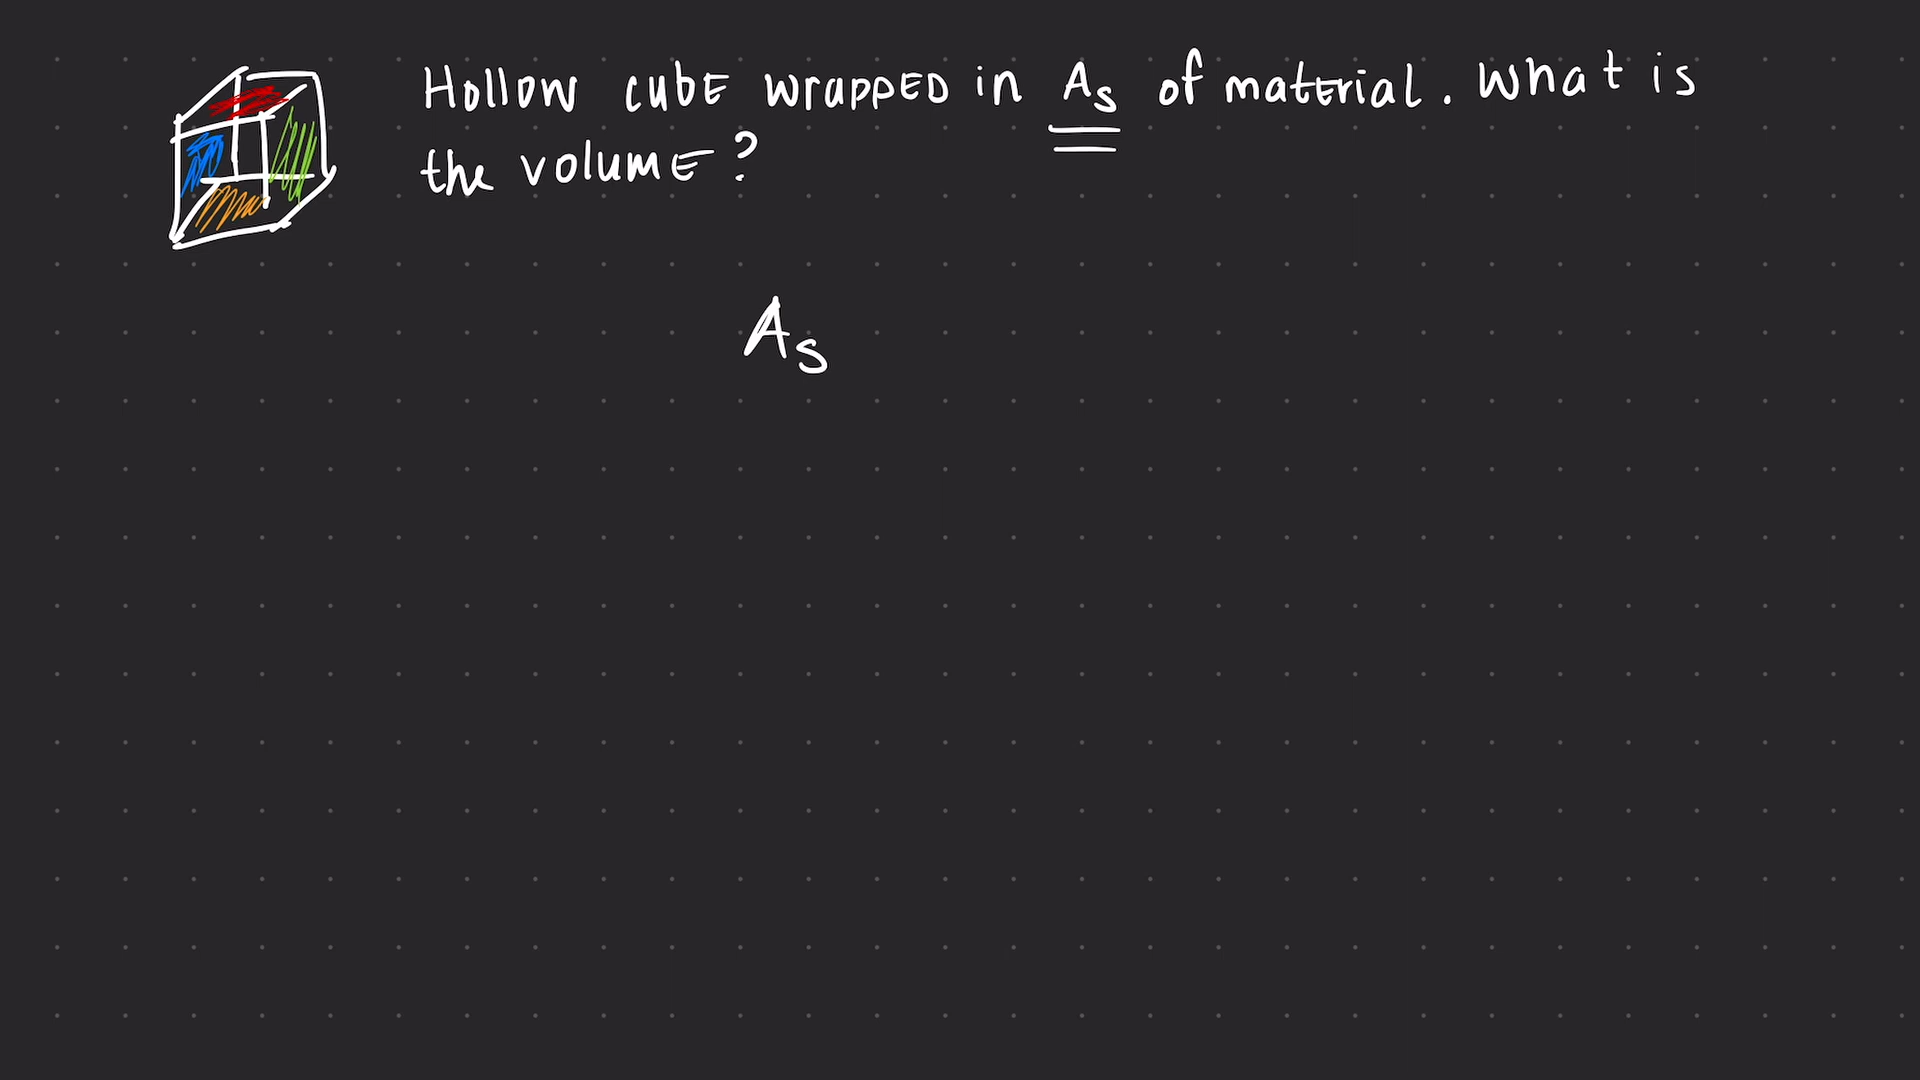 Hollow cube wrapped in As of material. What is
the volume?
As